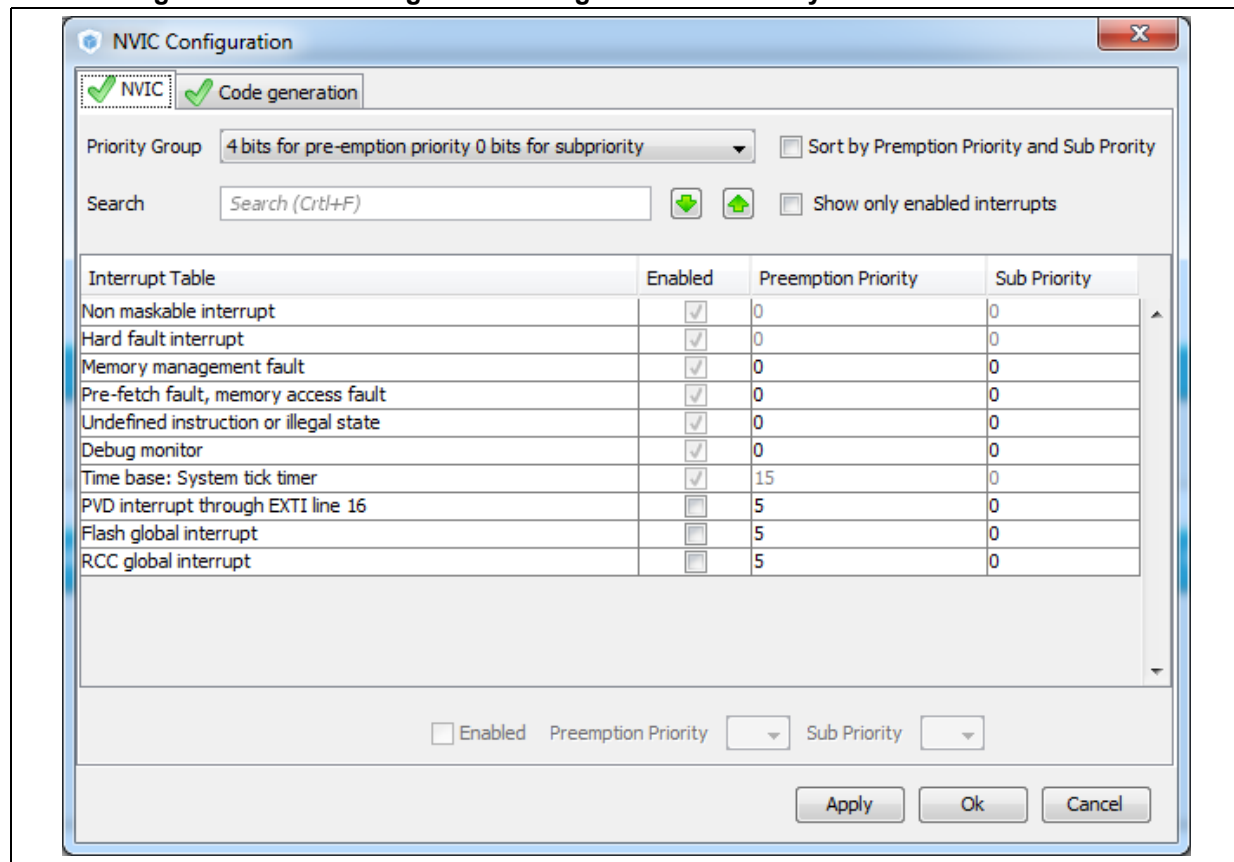 NVIC Configuration
NVIC Code generation
Priority Group 4 bits for pre-emption priority 0 bits for subpriority Sort by Premption Priority and Sub Prority
Search Search (Crtl+F) Show only enabled interrupts
Interrupt Table Enabled Preemption Priority Sub Priority
Non maskable interrupt 0 0
Hard fault interrupt 0 0
Memory management fault 0 0
Pre-fetch fault, memory access fault 0 0
Undefined instruction or illegal state 0 0
Debug monitor 0 0
Time base: System tick timer 15 0
PVD interrupt through EXTI line 16 5 0
Flash global interrupt 5 0
RCC global interrupt 5 0
Enabled Preemption Priority Sub Priority
Apply Ok Cancel